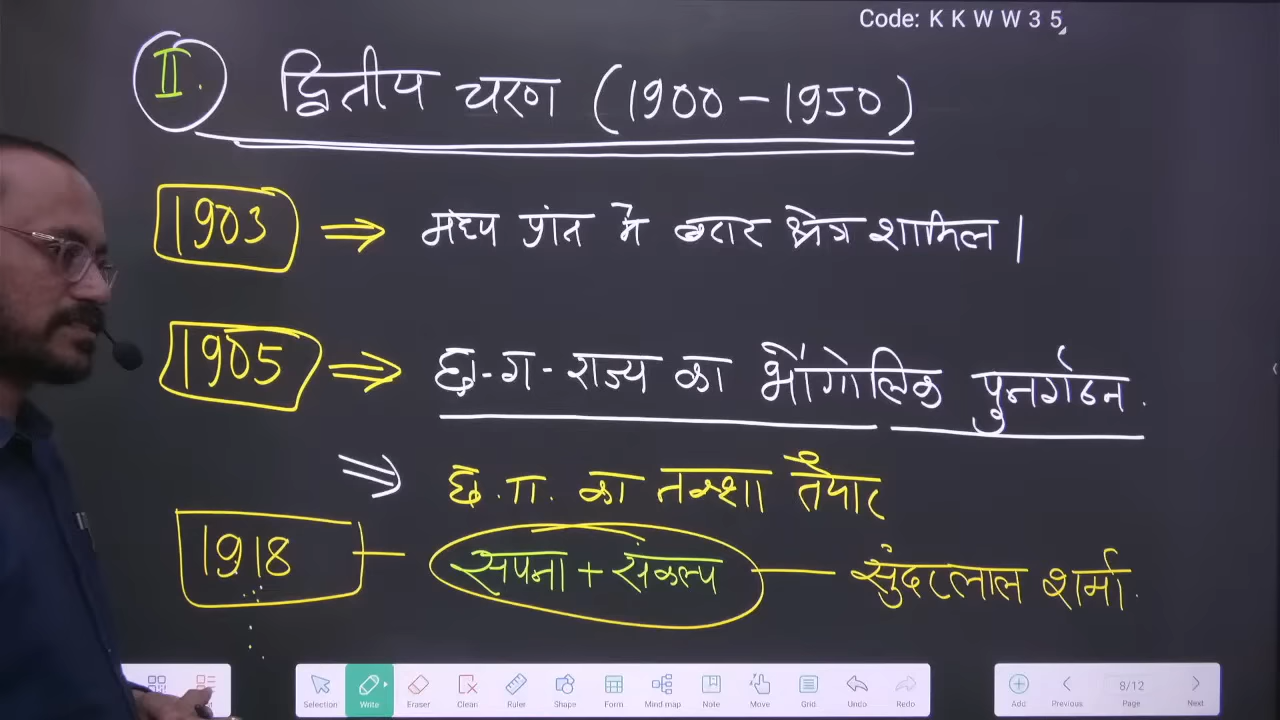 Code: K K W W 3 5
II. द्वितीय चरण (1900-1950)
1903 ⇒ मध्य प्रांत में बरार क्षेत्र शामिल।
1905 ⇒ छ-ग-राज्य का भौगोलिक पुनर्गठन.
⇒ छ.ग. का नक्शा तैयार
1918 - सपना + संकल्प - सुंदरलाल शर्मा.
Selection Write Eraser Clean Ruler Shape Form Mind map Note Move Grid Undo Redo
Add Previous 8/12 Page Next